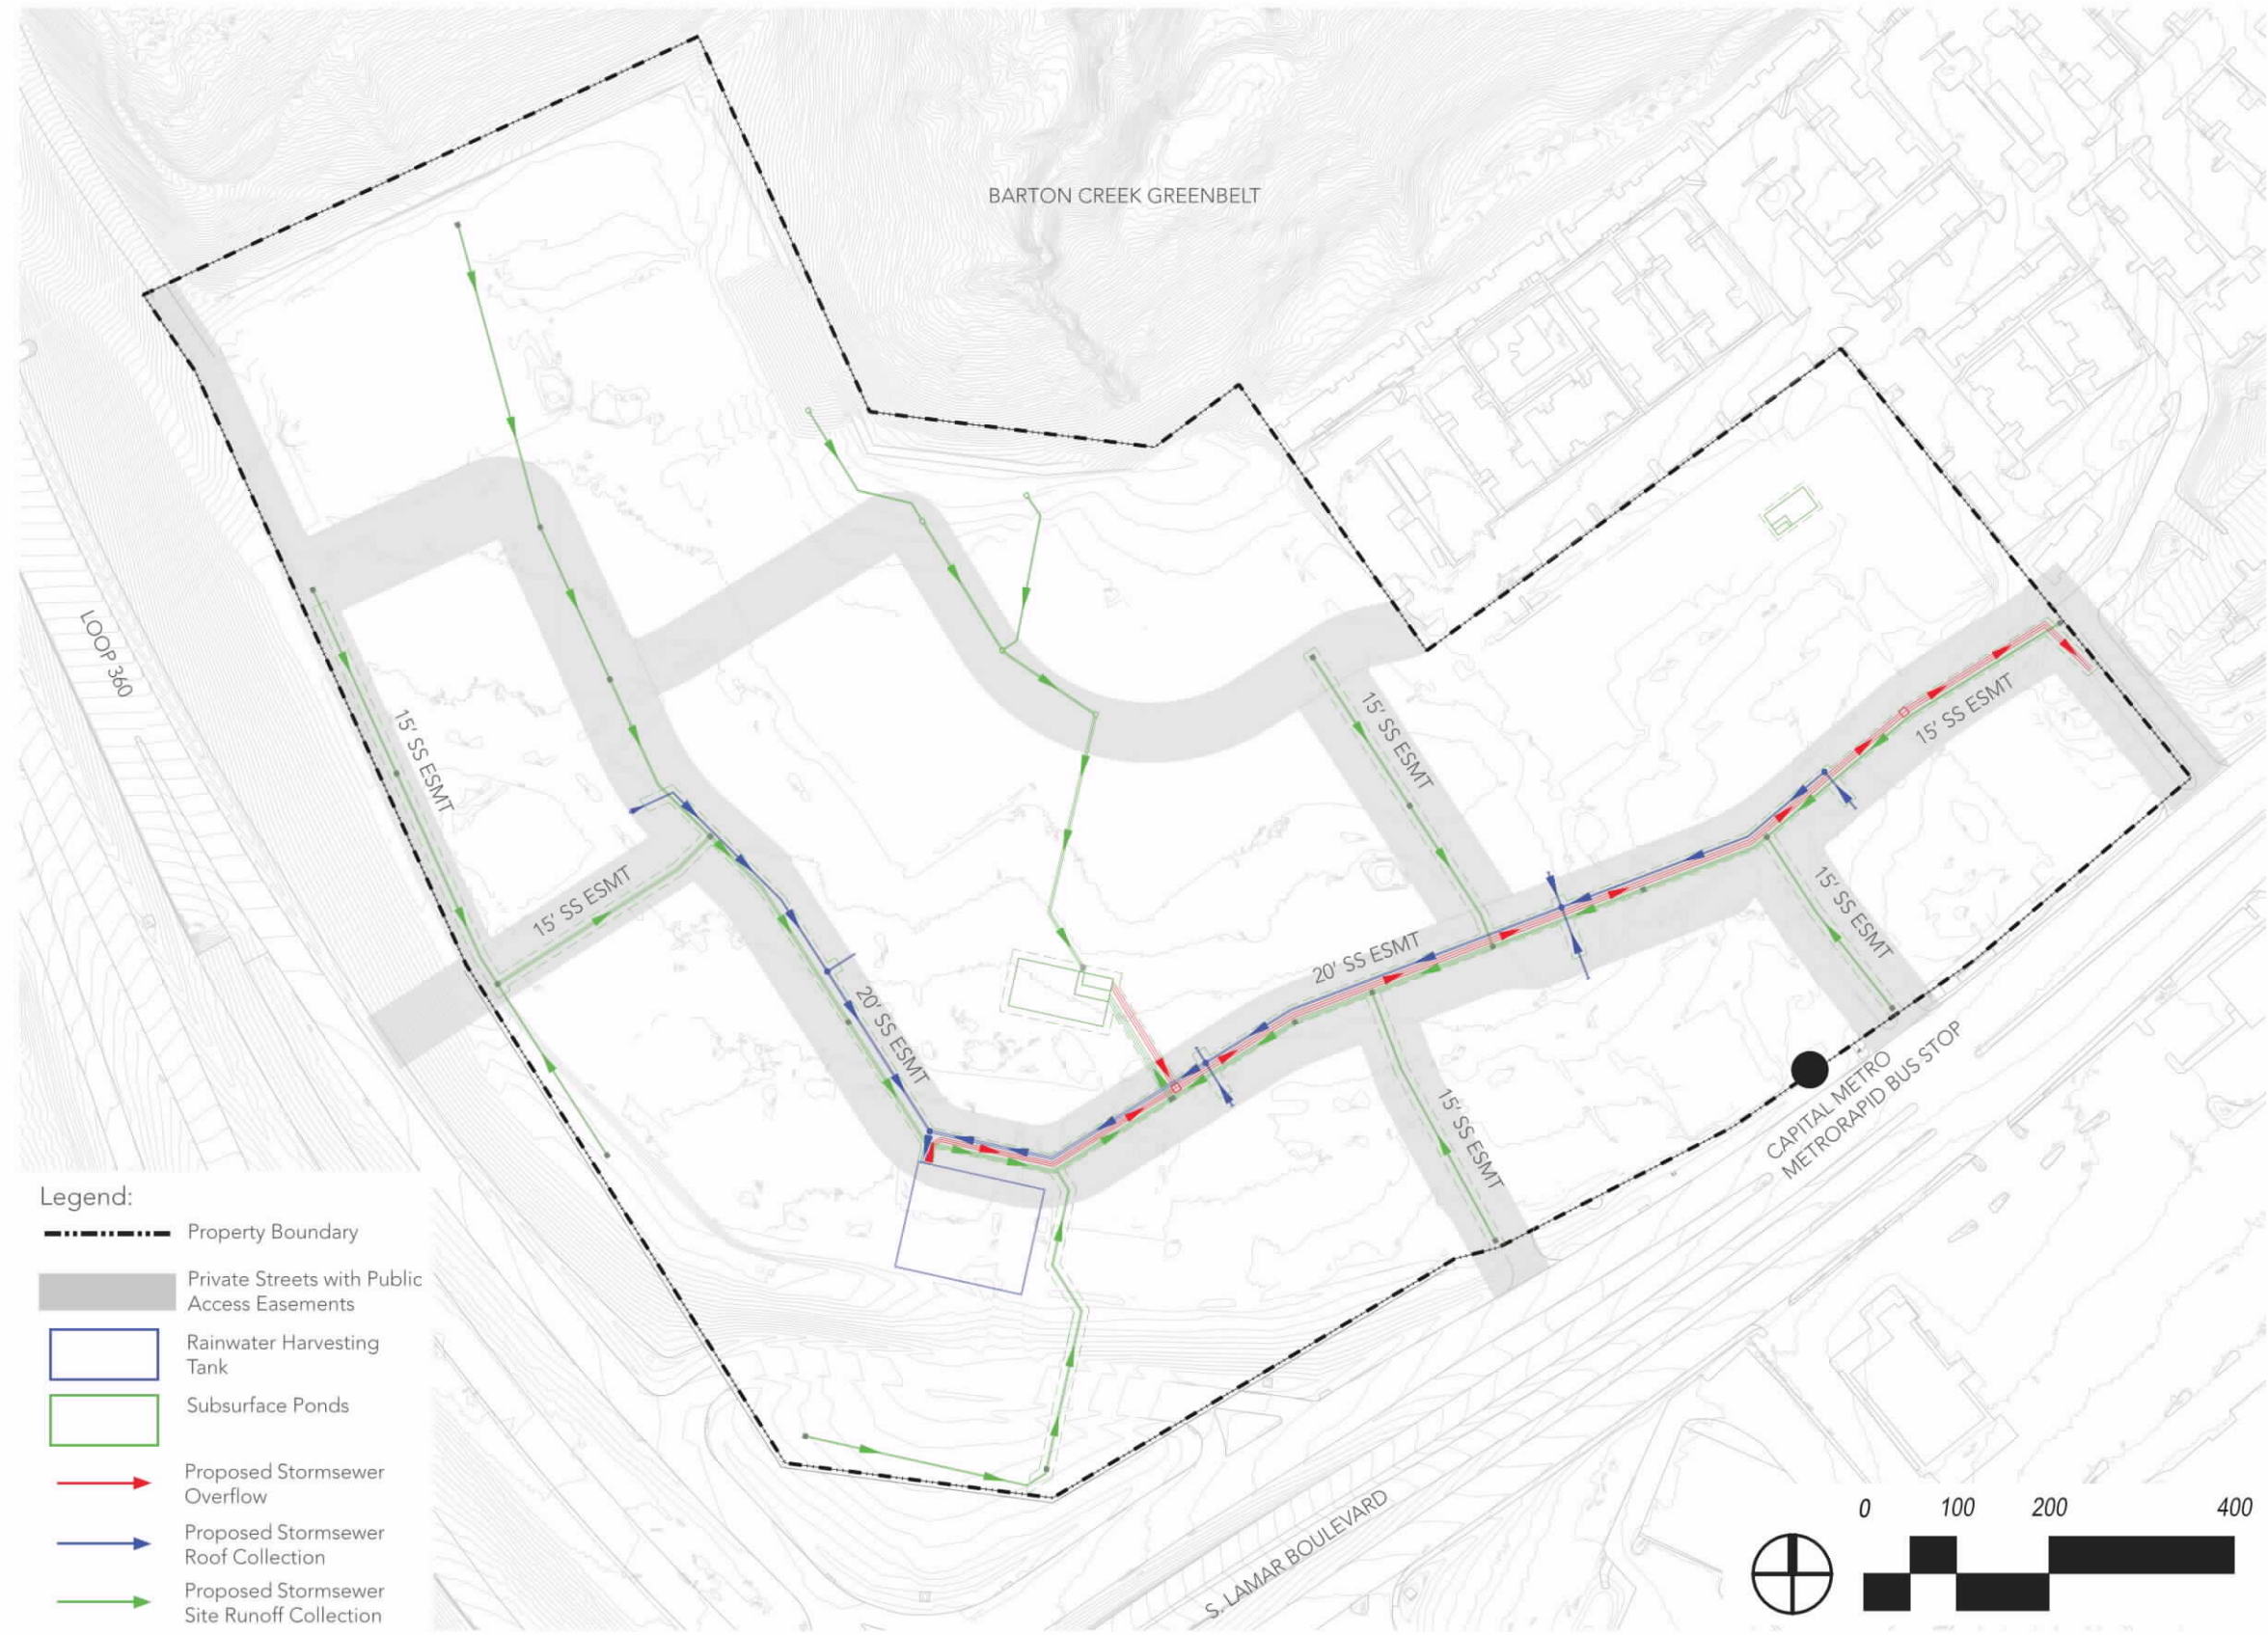 BARTON CREEK GREENBELT
LOOP 360
15' SS ESMT
15' SS ESMT
15' SS ESMT
15' SS ESMT
15' SS ESMT
20' SS ESMT
20' SS ESMT
15' SS ESMT
CAPITAL METRO
METRORAPID BUS STOP
S. LAMAR BOULEVARD
Legend:
Property Boundary
Private Streets with Public
Access Easements
Rainwater Harvesting
Tank
Subsurface Ponds
Proposed Stormsewer
Overflow
Proposed Stormsewer
Roof Collection
Proposed Stormsewer
Site Runoff Collection
0 100 200 400